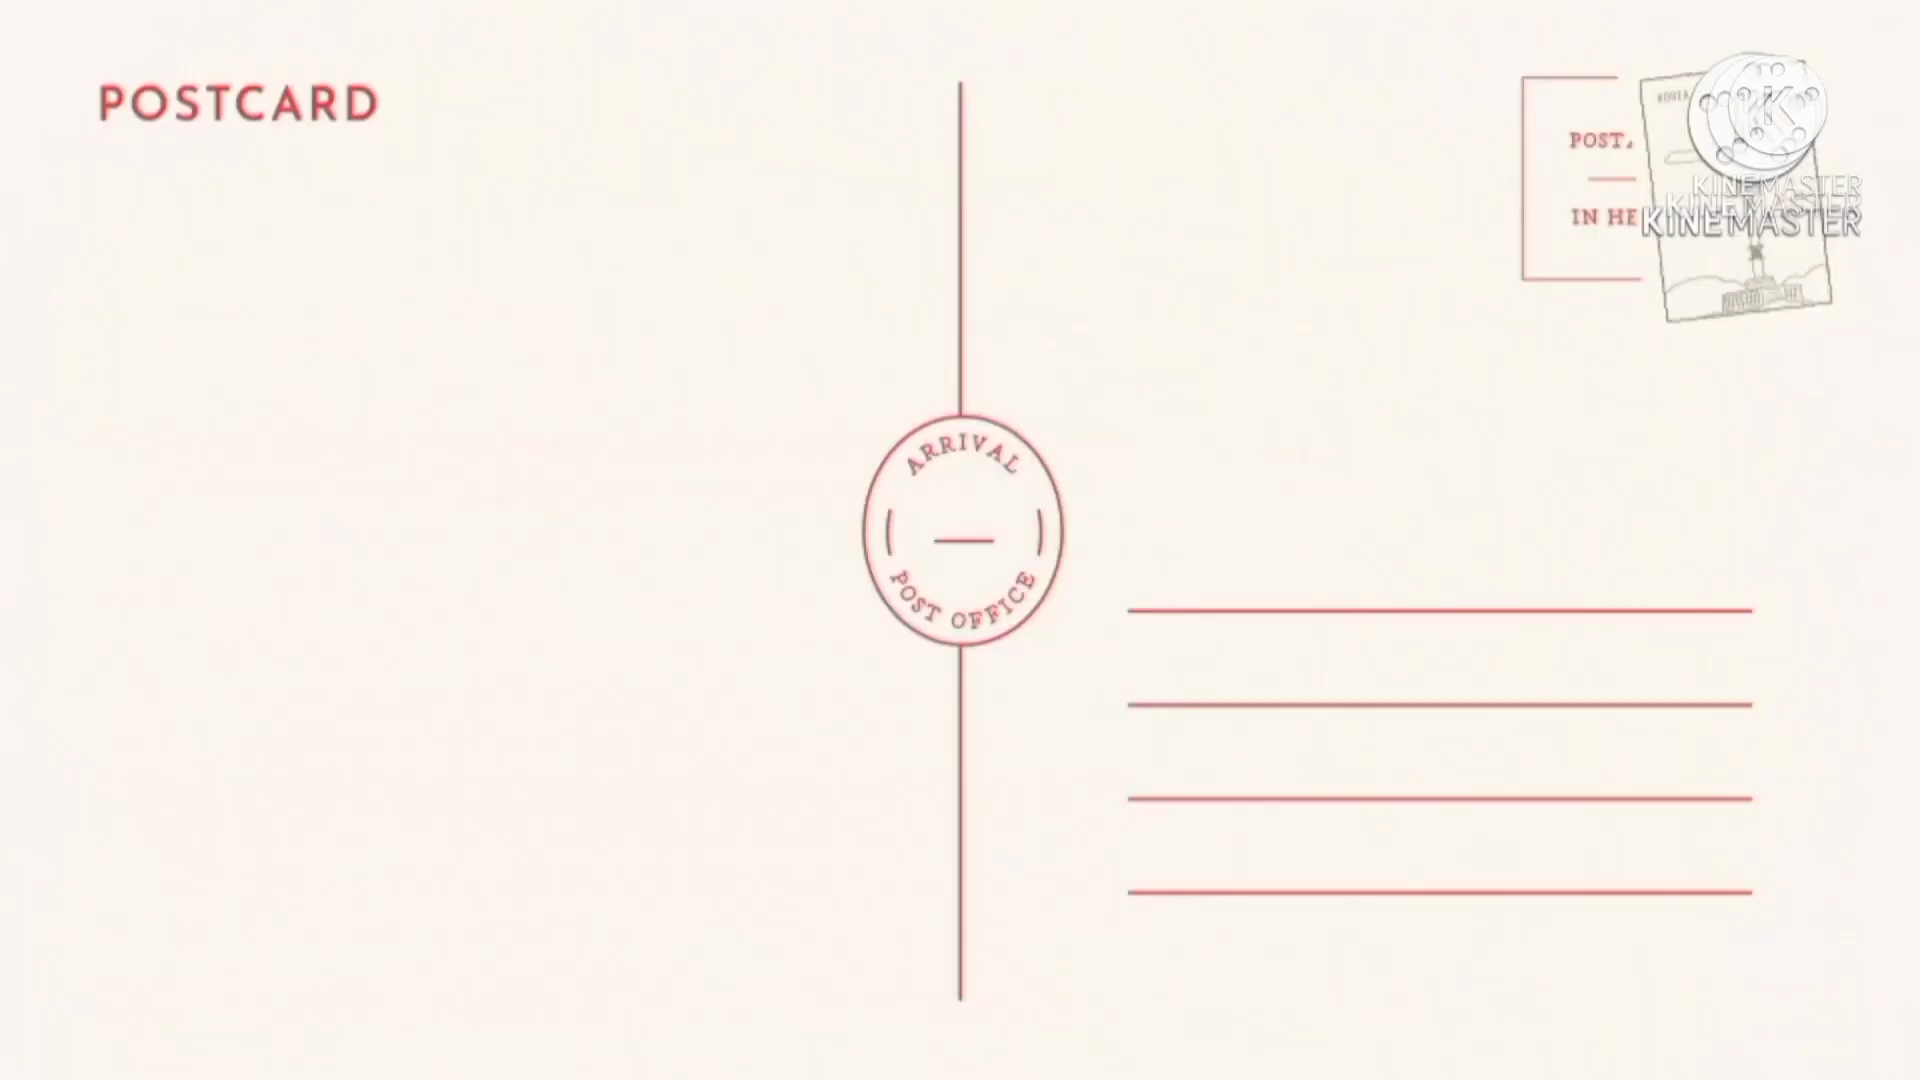 POSTCARD
POST
IN HE
KINEMASTER
KINEMASTER
KINEMASTER
ARRIVAL
POST OFFICE